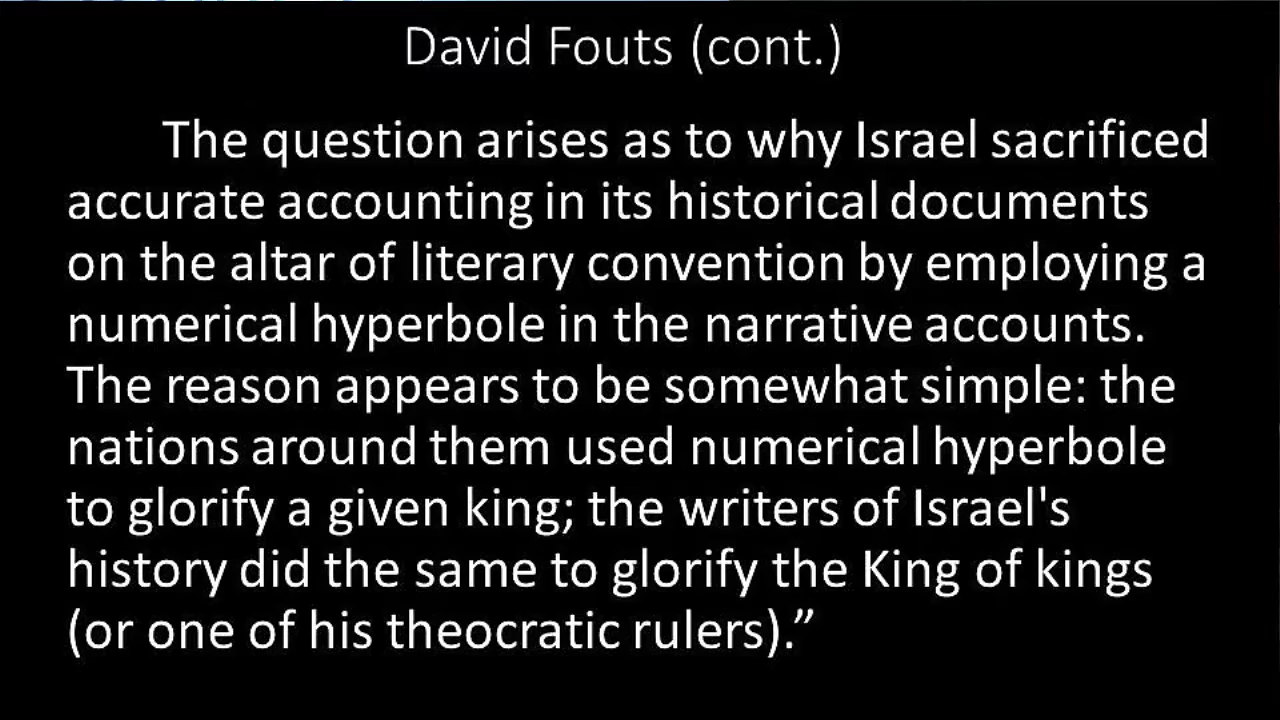 David Fouts (cont.)
The question arises as to why Israel sacrificed
accurate accounting in its historical documents
on the altar of literary convention by employing a
numerical hyperbole in the narrative accounts.
The reason appears to be somewhat simple: the
nations around them used numerical hyperbole
to glorify a given king; the writers of Israel's
history did the same to glorify the King of kings
(or one of his theocratic rulers).”